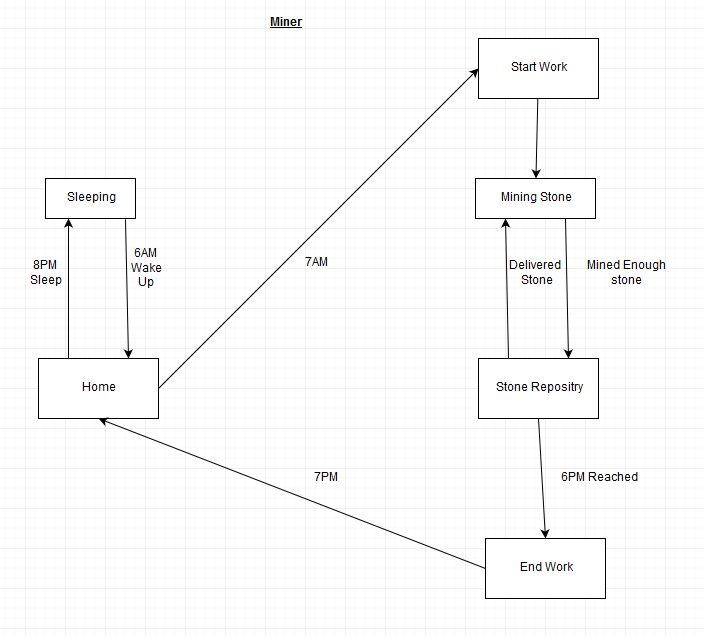 Miner
Start Work
Sleeping
Mining Stone
8PM
Sleep
6AM
Wake
Up
7AM
Delivered
Stone
Mined Enough
stone
Home
Stone Repositry
7PM
6PM Reached
End Work